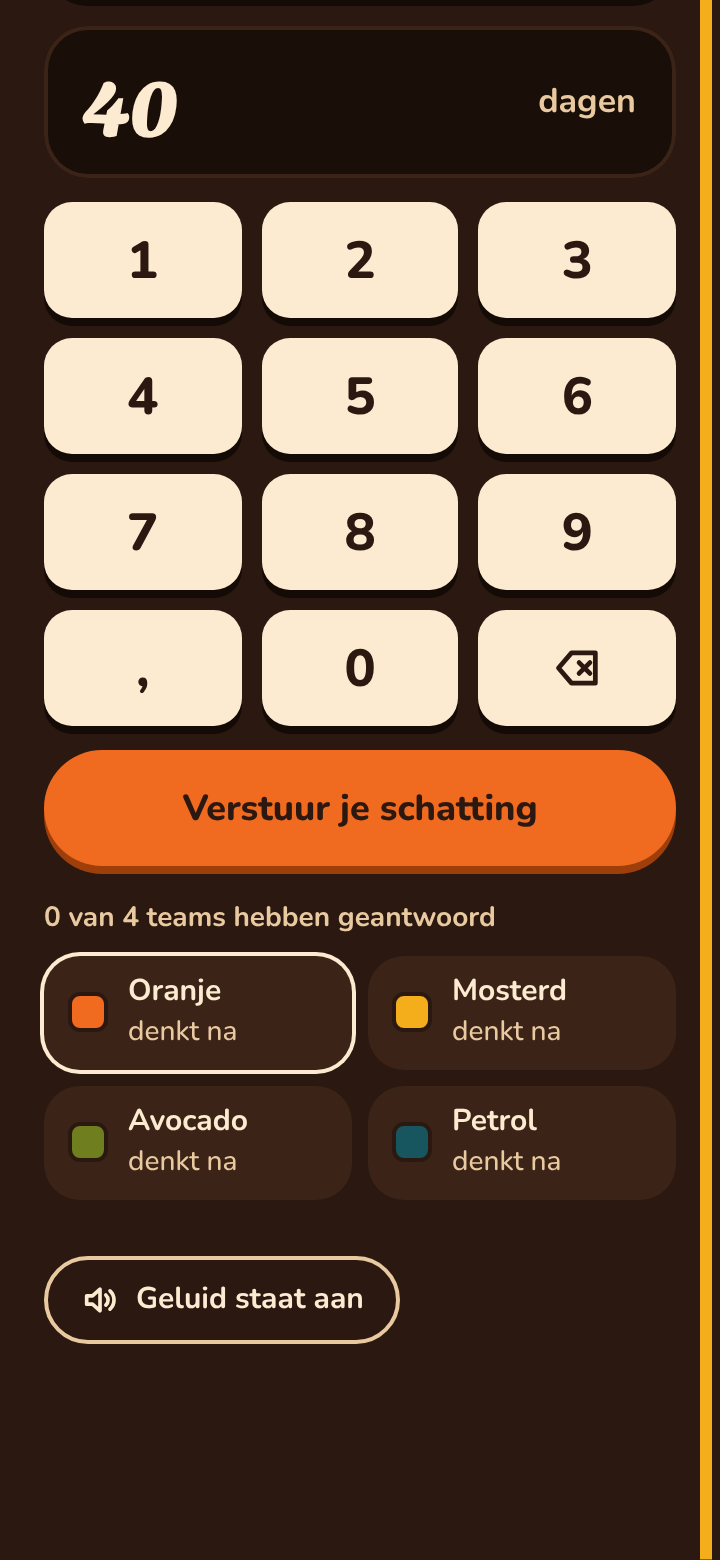 40 dagen
1 2 3
4 5 6
7 8 9
, 0
Verstuur je schatting
0 van 4 teams hebben geantwoord
Oranje
denkt na
Mosterd
denkt na
Avocado
denkt na
Petrol
denkt na
Geluid staat aan